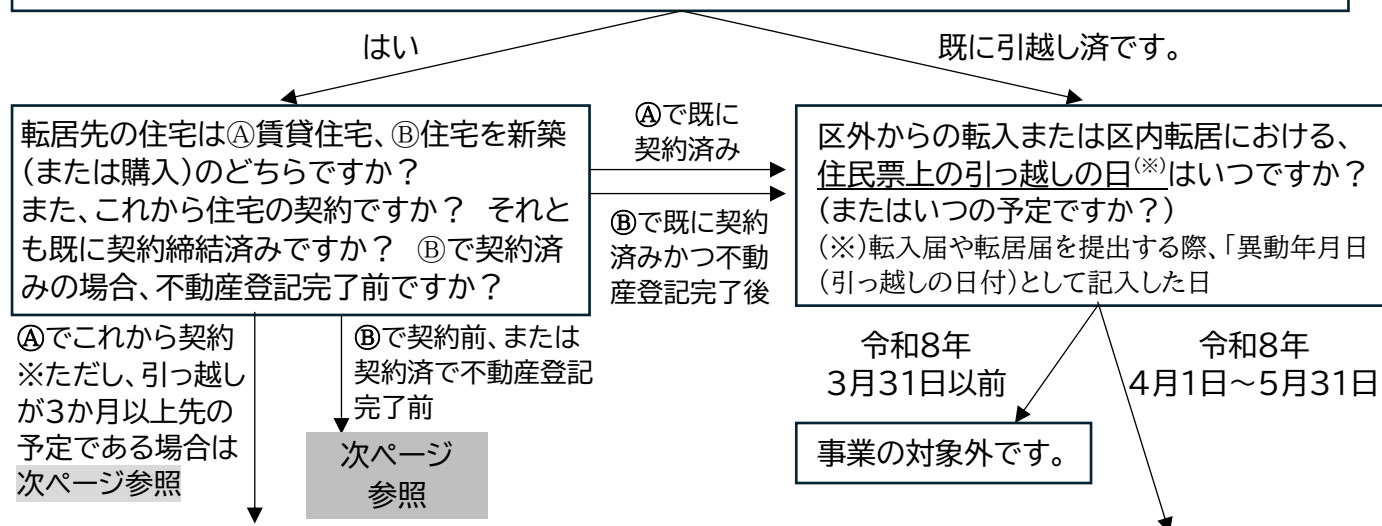 はい
既に引越し済です。
転居先の住宅はⒶ賃貸住宅、Ⓑ住宅を新築
(または購入)のどちらですか?
また、これから住宅の契約ですか? それと
も既に契約締結済みですか? Ⓑで契約済
みの場合、不動産登記完了前ですか?
Ⓐで既に
契約済み
Ⓑで既に契約
済みかつ不動
産登記完了後
区外からの転入または区内転居における、
住民票上の引っ越しの日(※)はいつですか?
(またはいつの予定ですか?)
(※)転入届や転居届を提出する際、「異動年月日
(引っ越しの日付)として記入した日
Ⓐでこれから契約
※ただし、引っ越し
が3か月以上先の
予定である場合は
次ページ参照
Ⓑで契約前、または
契約済で不動産登記
完了前
次ページ
参照
令和8年
3月31日以前
令和8年
4月1日~5月31日
事業の対象外です。